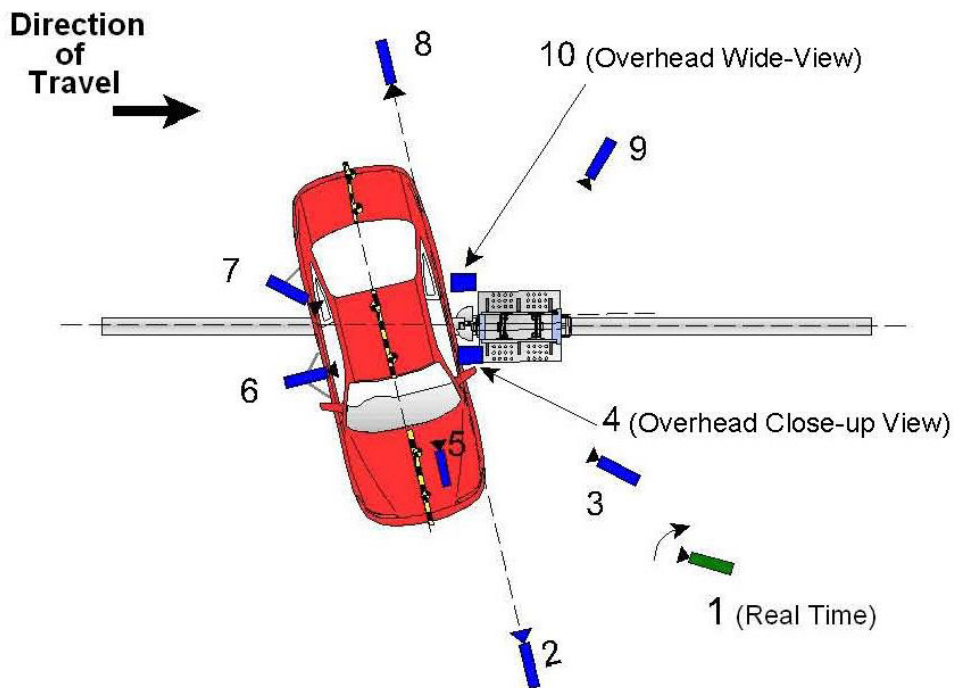 Direction
of
Travel
8
10 (Overhead Wide-View)
9
7
6
4 (Overhead Close-up View)
5
3
1 (Real Time)
2